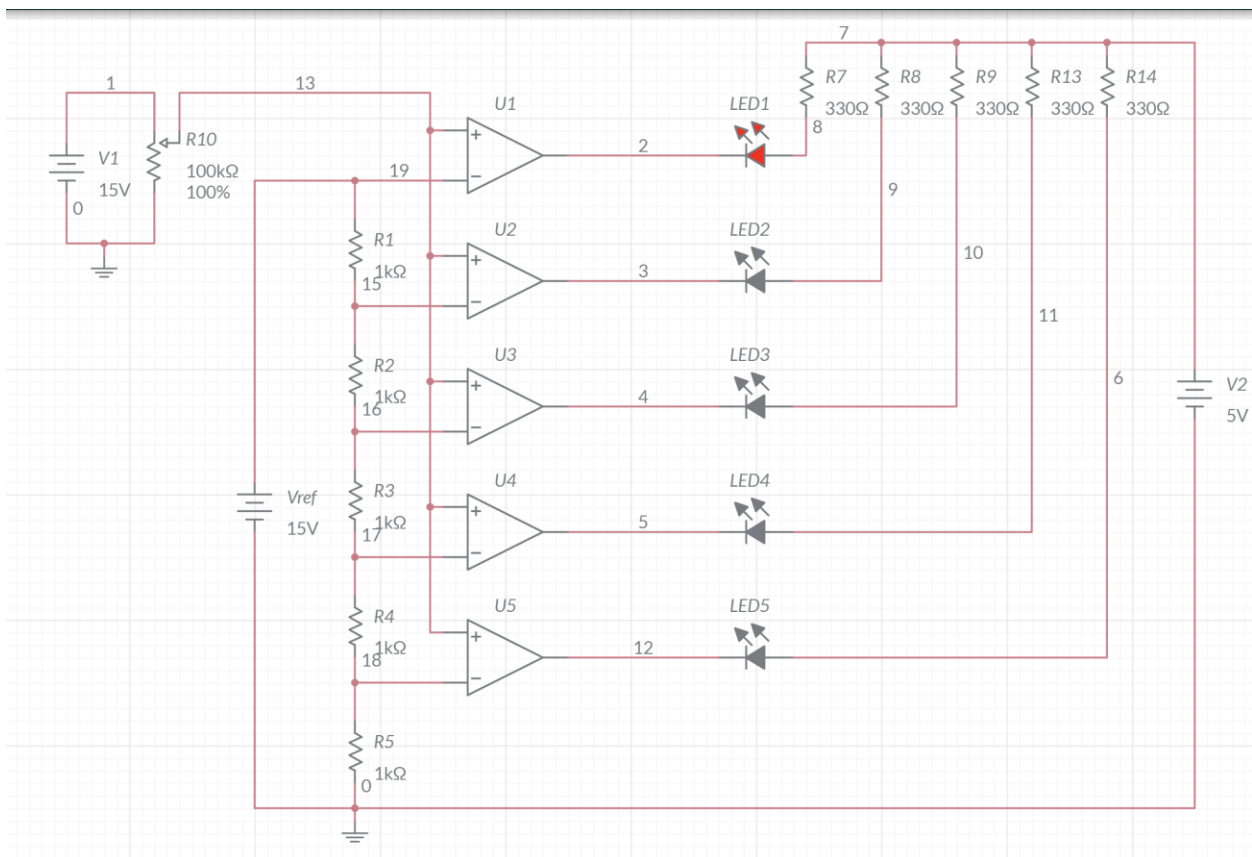 7
R7
R8
R9
R13
R14
330Ω
330Ω
330Ω
330Ω
330Ω
1
13
R10
100kΩ
100%
V1
15V
0
U1
+
−
2
LED1
8
19
R1
1kΩ
15
U2
+
−
3
LED2
9
R2
1kΩ
16
U3
+
−
4
LED3
10
R3
1kΩ
17
U4
+
−
5
LED4
11
Vref
15V
V2
5V
6
R4
1kΩ
18
U5
+
−
12
LED5
R5
1kΩ
0